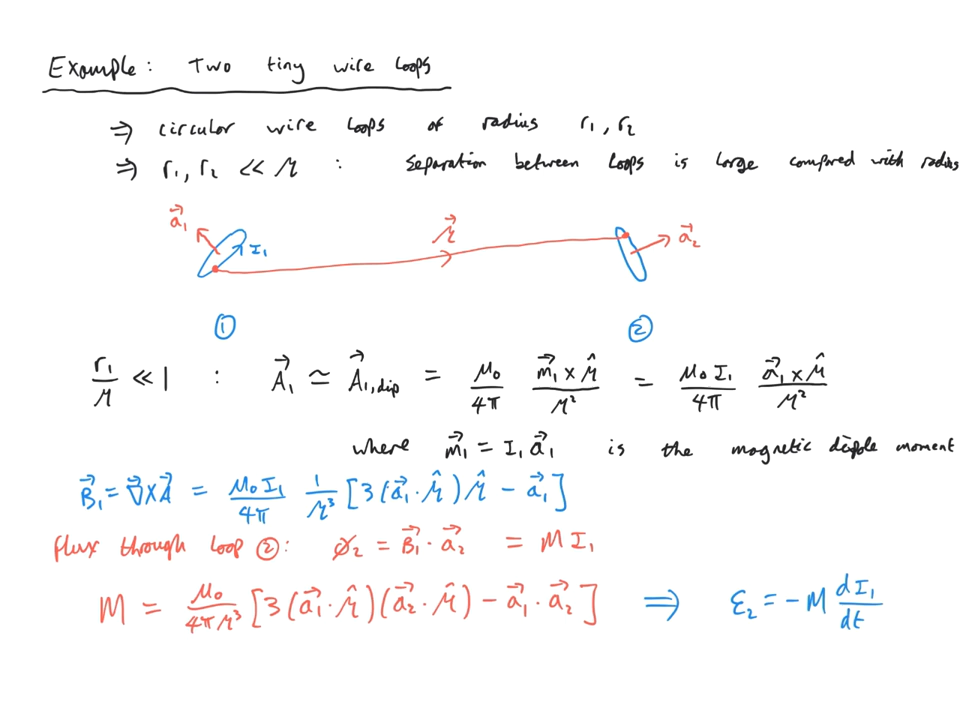 Example: Two tiny wire loops
⇒ circular wire loops of radius r₁, r₂
⇒ r₁, r₂ << 𝓇 : Separation between loops is large compared with radius
a⃗₁ I₁ 𝓇⃗ a⃗₂
① ②
r₁/𝓇 << 1 : A⃗₁ ≃ A⃗₁,dip = μ₀/4π m⃗₁ × 𝓇̂/𝓇² = μ₀I₁/4π a⃗₁ × 𝓇̂/𝓇²
where m⃗₁ = I₁a⃗₁ is the magnetic dipole moment
B⃗₁ = ∇⃗×A⃗ = μ₀I₁/4π 1/𝓇³ [3(a⃗₁·𝓇̂)𝓇̂ − a⃗₁]
flux through loop ②: ϕ₂ = B⃗₁·a⃗₂ = MI₁
M = μ₀/4π𝓇³ [3(a⃗₁·𝓇̂)(a⃗₂·𝓇̂) − a⃗₁·a⃗₂] ⇒ ε₂ = −M dI₁/dt